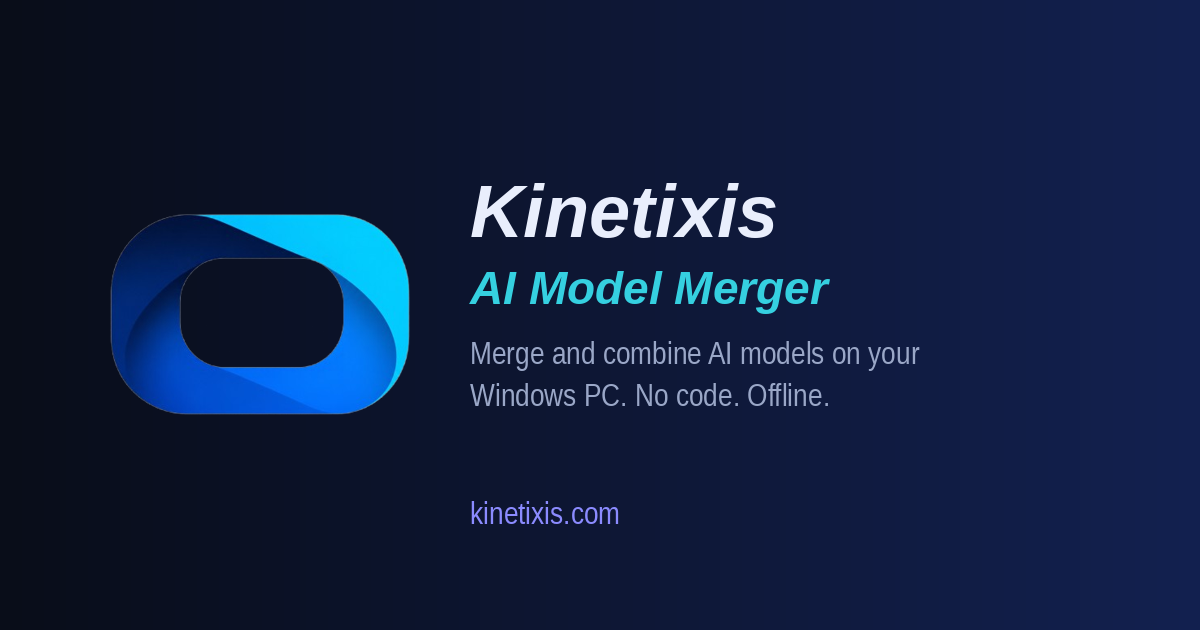 Kinetixis
AI Model Merger
Merge and combine AI models on your
Windows PC. No code. Offline.
kinetixis.com